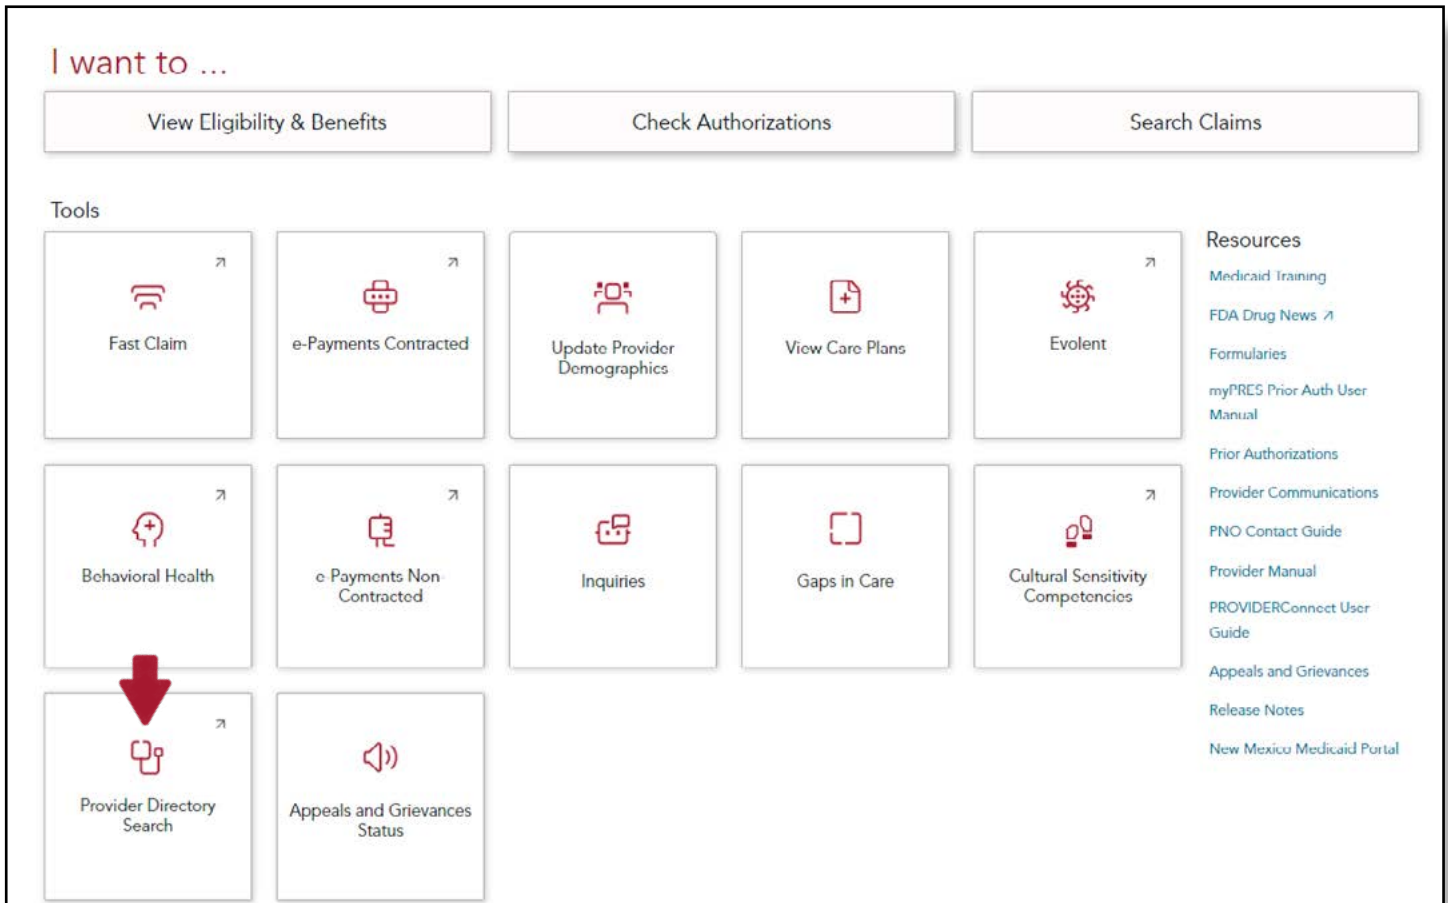 I want to ...
View Eligibility & Benefits
Check Authorizations
Search Claims
Tools
Fast Claim
e-Payments Contracted
Update Provider
Demographics
View Care Plans
Evolent
Behavioral Health
e-Payments Non-
Contracted
Inquiries
Gaps in Care
Cultural Sensitivity
Competencies
Provider Directory
Search
Appeals and Grievances
Status
Resources
Medicaid Training
FDA Drug News
Formularies
myPRES Prior Auth User
Manual
Prior Authorizations
Provider Communications
PNO Contact Guide
Provider Manual
PROVIDERConnect User
Guide
Appeals and Grievances
Release Notes
New Mexico Medicaid Portal